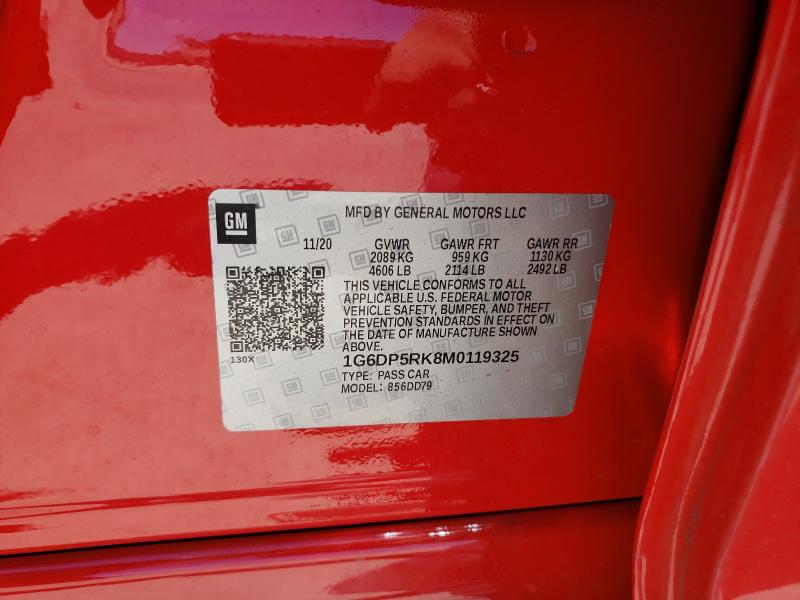 GM
MFD BY GENERAL MOTORS LLC
11/20 GVWR GAWR FRT GAWR RR
2089 KG 959 KG 1130 KG
4606 LB 2114 LB 2492 LB
THIS VEHICLE CONFORMS TO ALL
APPLICABLE U.S. FEDERAL MOTOR
VEHICLE SAFETY, BUMPER, AND THEFT
PREVENTION STANDARDS IN EFFECT ON
THE DATE OF MANUFACTURE SHOWN
ABOVE.
130X
1G6DP5RK8M0119325
TYPE: PASS CAR
MODEL: 856DD79